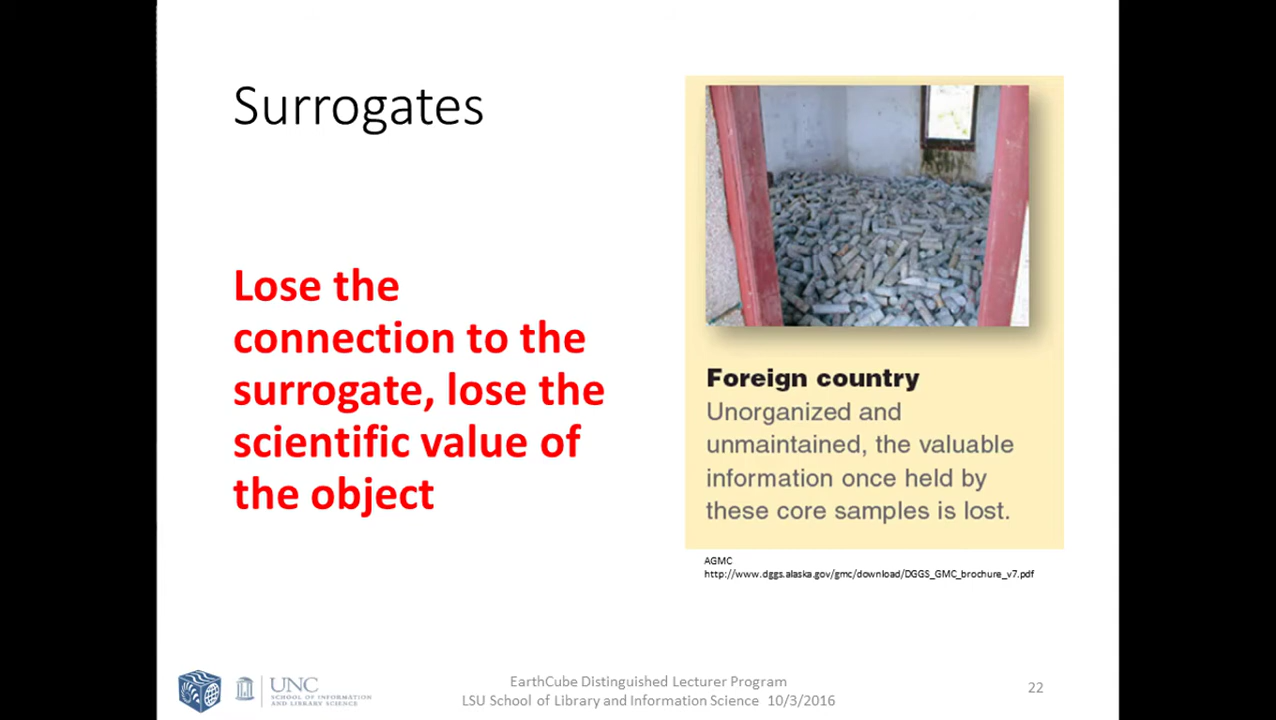 Surrogates
Lose the
connection to the
surrogate, lose the
scientific value of
the object
Foreign country
Unorganized and
unmaintained, the valuable
information once held by
these core samples is lost.
AGMC
http://www.dggs.alaska.gov/gmc/download/DGGS_GMC_brochure_v7.pdf
UNC
SCHOOL OF INFORMATION
AND LIBRARY SCIENCE
EarthCube Distinguished Lecturer Program
LSU School of Library and Information Science 10/3/2016
22